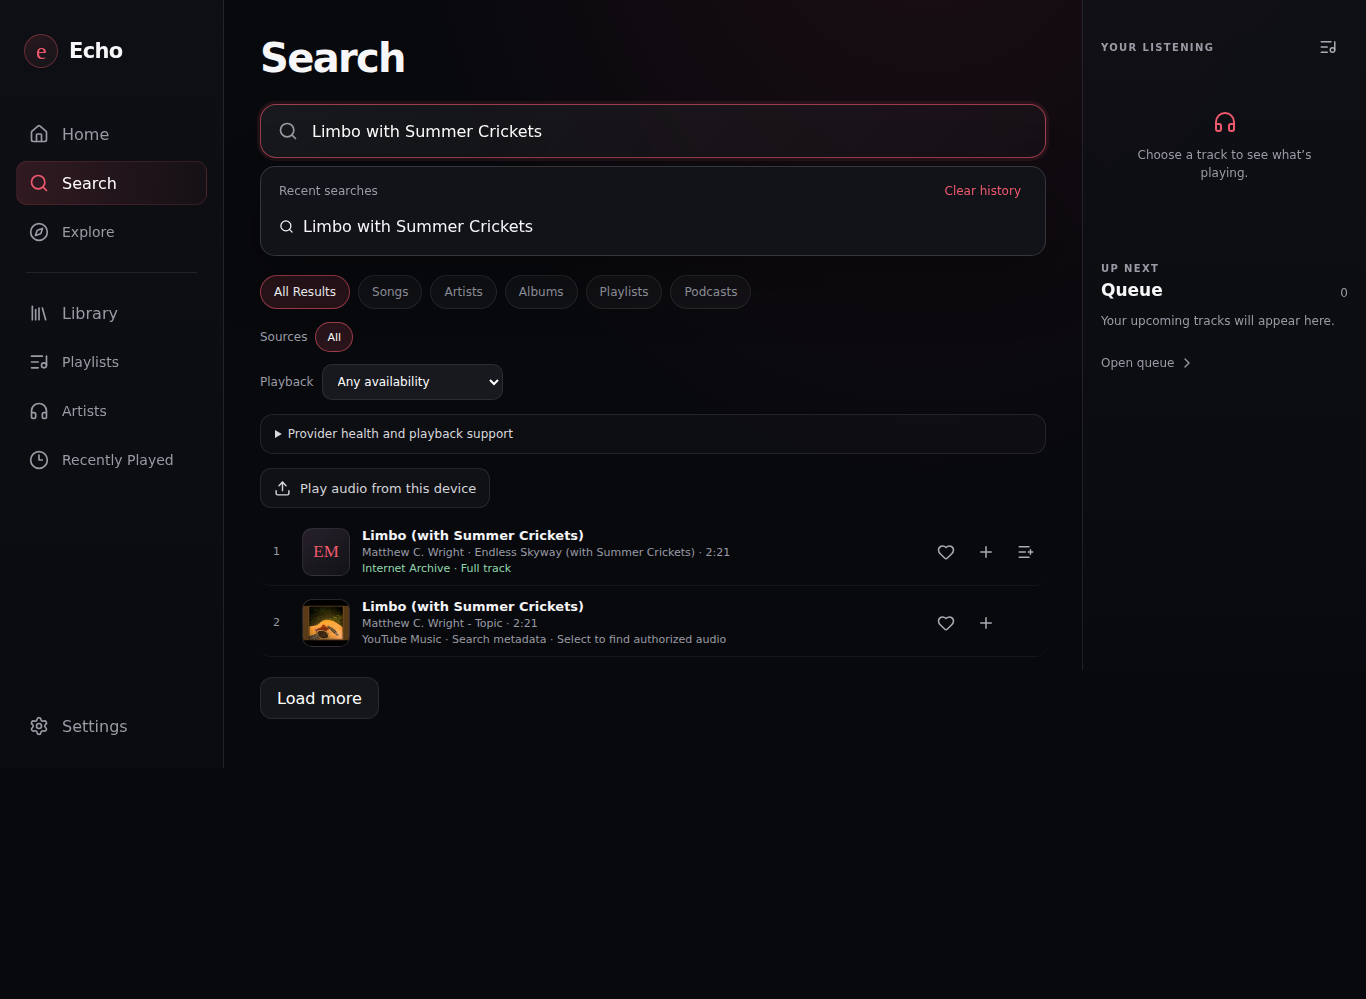 e Echo
Home
Search
Explore
Library
Playlists
Artists
Recently Played
Settings
Search
Limbo with Summer Crickets
Recent searches Clear history
Limbo with Summer Crickets
All Results Songs Artists Albums Playlists Podcasts
Sources All
Playback Any availability
Provider health and playback support
Play audio from this device
1 EM Limbo (with Summer Crickets)
Matthew C. Wright · Endless Skyway (with Summer Crickets) · 2:21
Internet Archive · Full track
2 Limbo (with Summer Crickets)
Matthew C. Wright - Topic · 2:21
YouTube Music · Search metadata · Select to find authorized audio
Load more
YOUR LISTENING
Choose a track to see what’s
playing.
UP NEXT
Queue 0
Your upcoming tracks will appear here.
Open queue